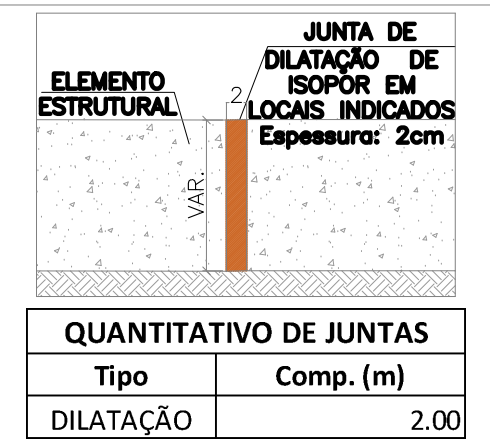 JUNTA DE
DILATAÇÃO DE
ISOPOR EM
LOCAIS INDICADOS
Espessura: 2cm
ELEMENTO
ESTRUTURAL
2
VAR.
QUANTITATIVO DE JUNTAS
Tipo Comp. (m)
DILATAÇÃO 2.00